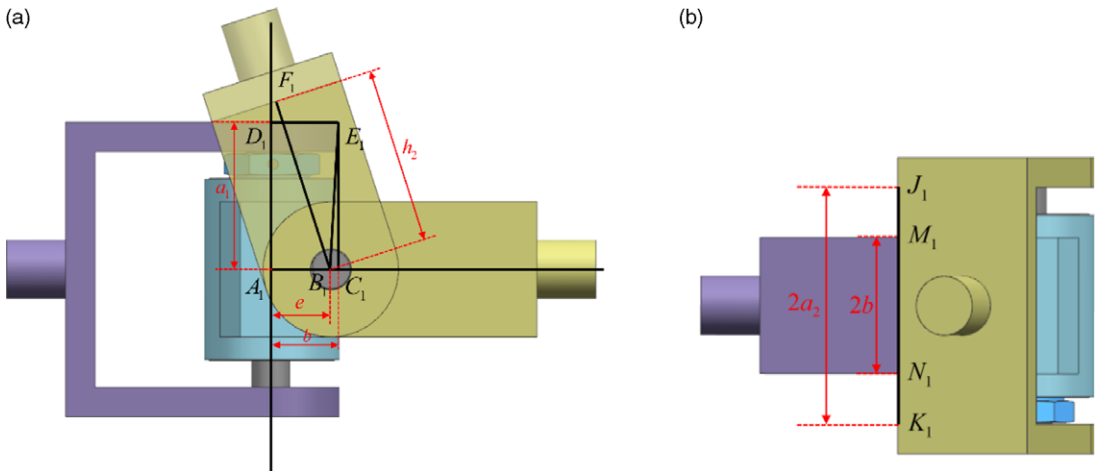 (a)
F₁
D₁
E₁
h₂
a₁
A₁
B₁
C₁
e
b
(b)
J₁
M₁
2a₂
2b
N₁
K₁